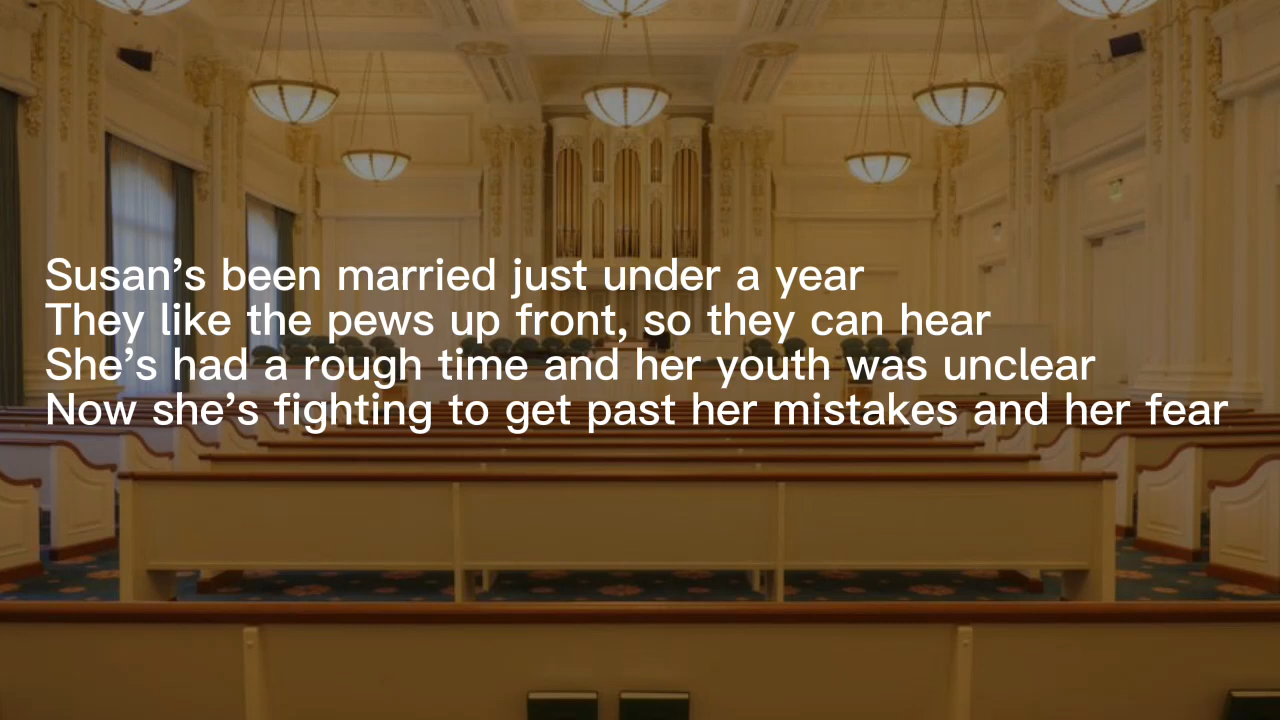 Susan’s been married just under a year
They like the pews up front, so they can hear
She’s had a rough time and her youth was unclear
Now she’s fighting to get past her mistakes and her fear